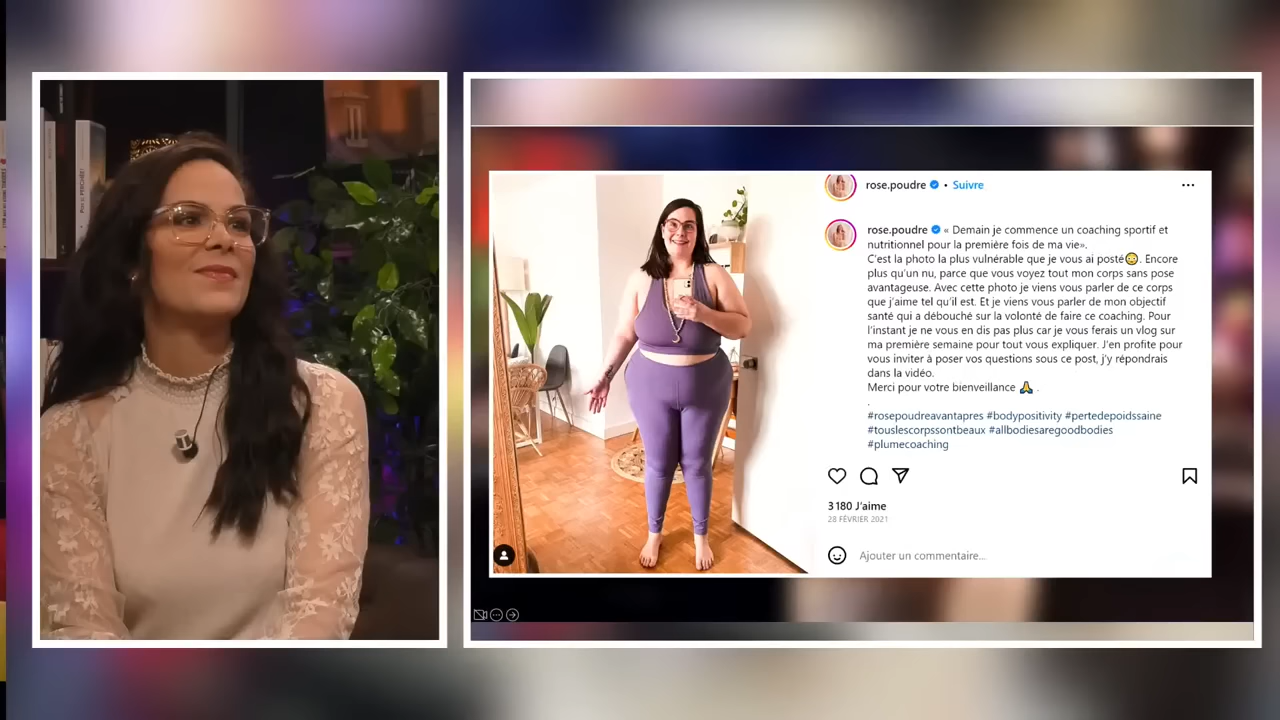 rose.poudre • Suivre
rose.poudre « Demain je commence un coaching sportif et
nutritionnel pour la première fois de ma vie».
C'est la photo la plus vulnérable que je vous ai posté😳. Encore
plus qu'un nu, parce que vous voyez tout mon corps sans pose
avantageuse. Avec cette photo je viens vous parler de ce corps
que j'aime tel qu'il est. Et je viens vous parler de mon objectif
santé qui a débouché sur la volonté de faire ce coaching. Pour
l'instant je ne vous en dis pas plus car je vous ferais un vlog sur
ma première semaine pour tout vous expliquer. J'en profite pour
vous inviter à poser vos questions sous ce post, j'y répondrais
dans la vidéo.
Merci pour votre bienveillance 🙏 .
.
#rosepoudreavantapres #bodypositivity #pertedepoidssaine
#touslescorpssontbeaux #allbodiesaregoodbodies
#plumecoaching
3 180 J'aime
28 FÉVRIER 2021
Ajouter un commentaire...